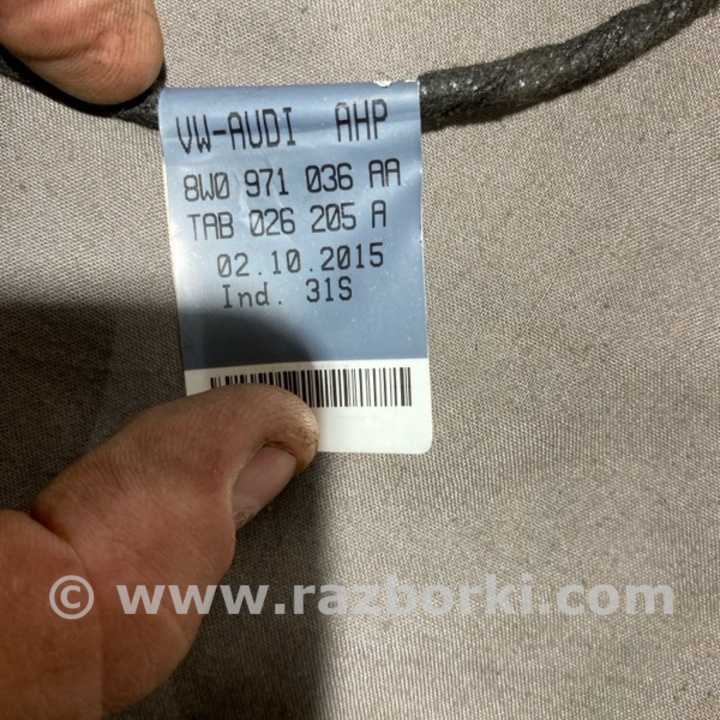 VW-AUDI AHP
8W0 971 036 AA
TAB 026 205 A
02.10.2015
Ind. 31S
© www.razborki.com